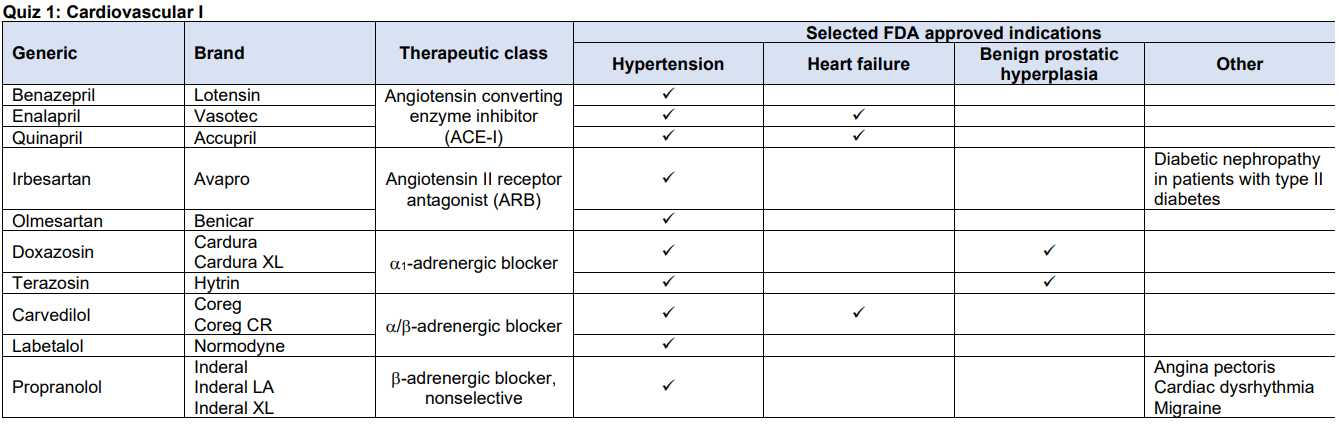 Quiz 1: Cardiovascular I
Generic Brand Therapeutic class Selected FDA approved indications
Hypertension Heart failure Benign prostatic hyperplasia Other
Benazepril Lotensin Angiotensin converting enzyme inhibitor (ACE-I) ✓
Enalapril Vasotec ✓ ✓
Quinapril Accupril ✓ ✓
Irbesartan Avapro Angiotensin II receptor antagonist (ARB) ✓ Diabetic nephropathy in patients with type II diabetes
Olmesartan Benicar ✓
Doxazosin Cardura Cardura XL α1-adrenergic blocker ✓ ✓
Terazosin Hytrin ✓ ✓
Carvedilol Coreg Coreg CR α/β-adrenergic blocker ✓ ✓
Labetalol Normodyne ✓
Propranolol Inderal Inderal LA Inderal XL β-adrenergic blocker, nonselective ✓ Angina pectoris Cardiac dysrhythmia Migraine